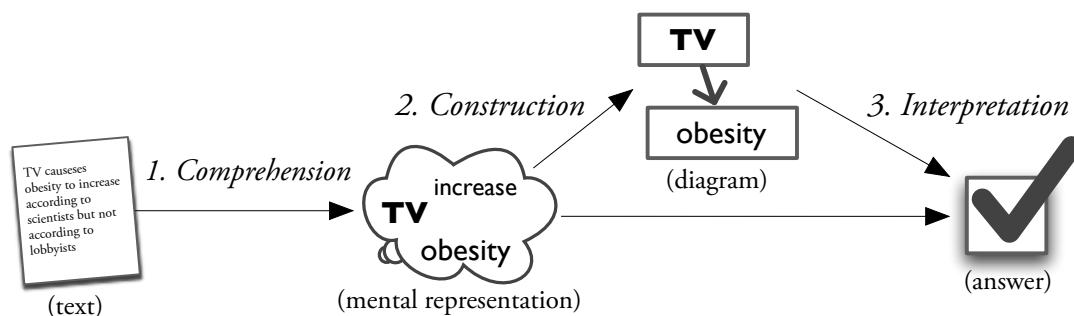 TV causeses
obesity to increase
according to
scientists but not
according to
lobbyists
(text)
1. Comprehension
increase
TV
obesity
(mental representation)
2. Construction
TV
obesity
(diagram)
3. Interpretation
(answer)